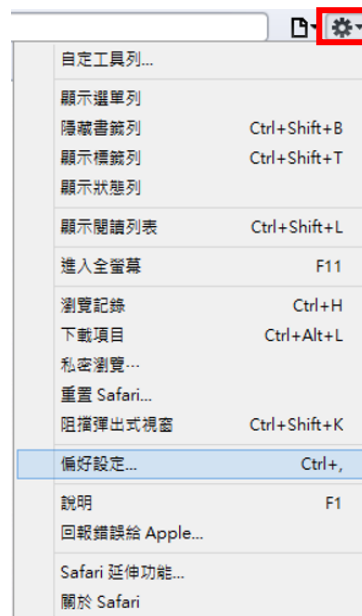 自定工具列...
顯示選單列
隱藏書籤列 Ctrl+Shift+B
顯示標籤列 Ctrl+Shift+T
顯示狀態列
顯示閱讀列表 Ctrl+Shift+L
進入全螢幕 F11
瀏覽記錄 Ctrl+H
下載項目 Ctrl+Alt+L
私密瀏覽⋯
重置 Safari...
阻擋彈出式視窗 Ctrl+Shift+K
偏好設定... Ctrl+,
說明 F1
回報錯誤給 Apple...
Safari 延伸功能...
關於 Safari